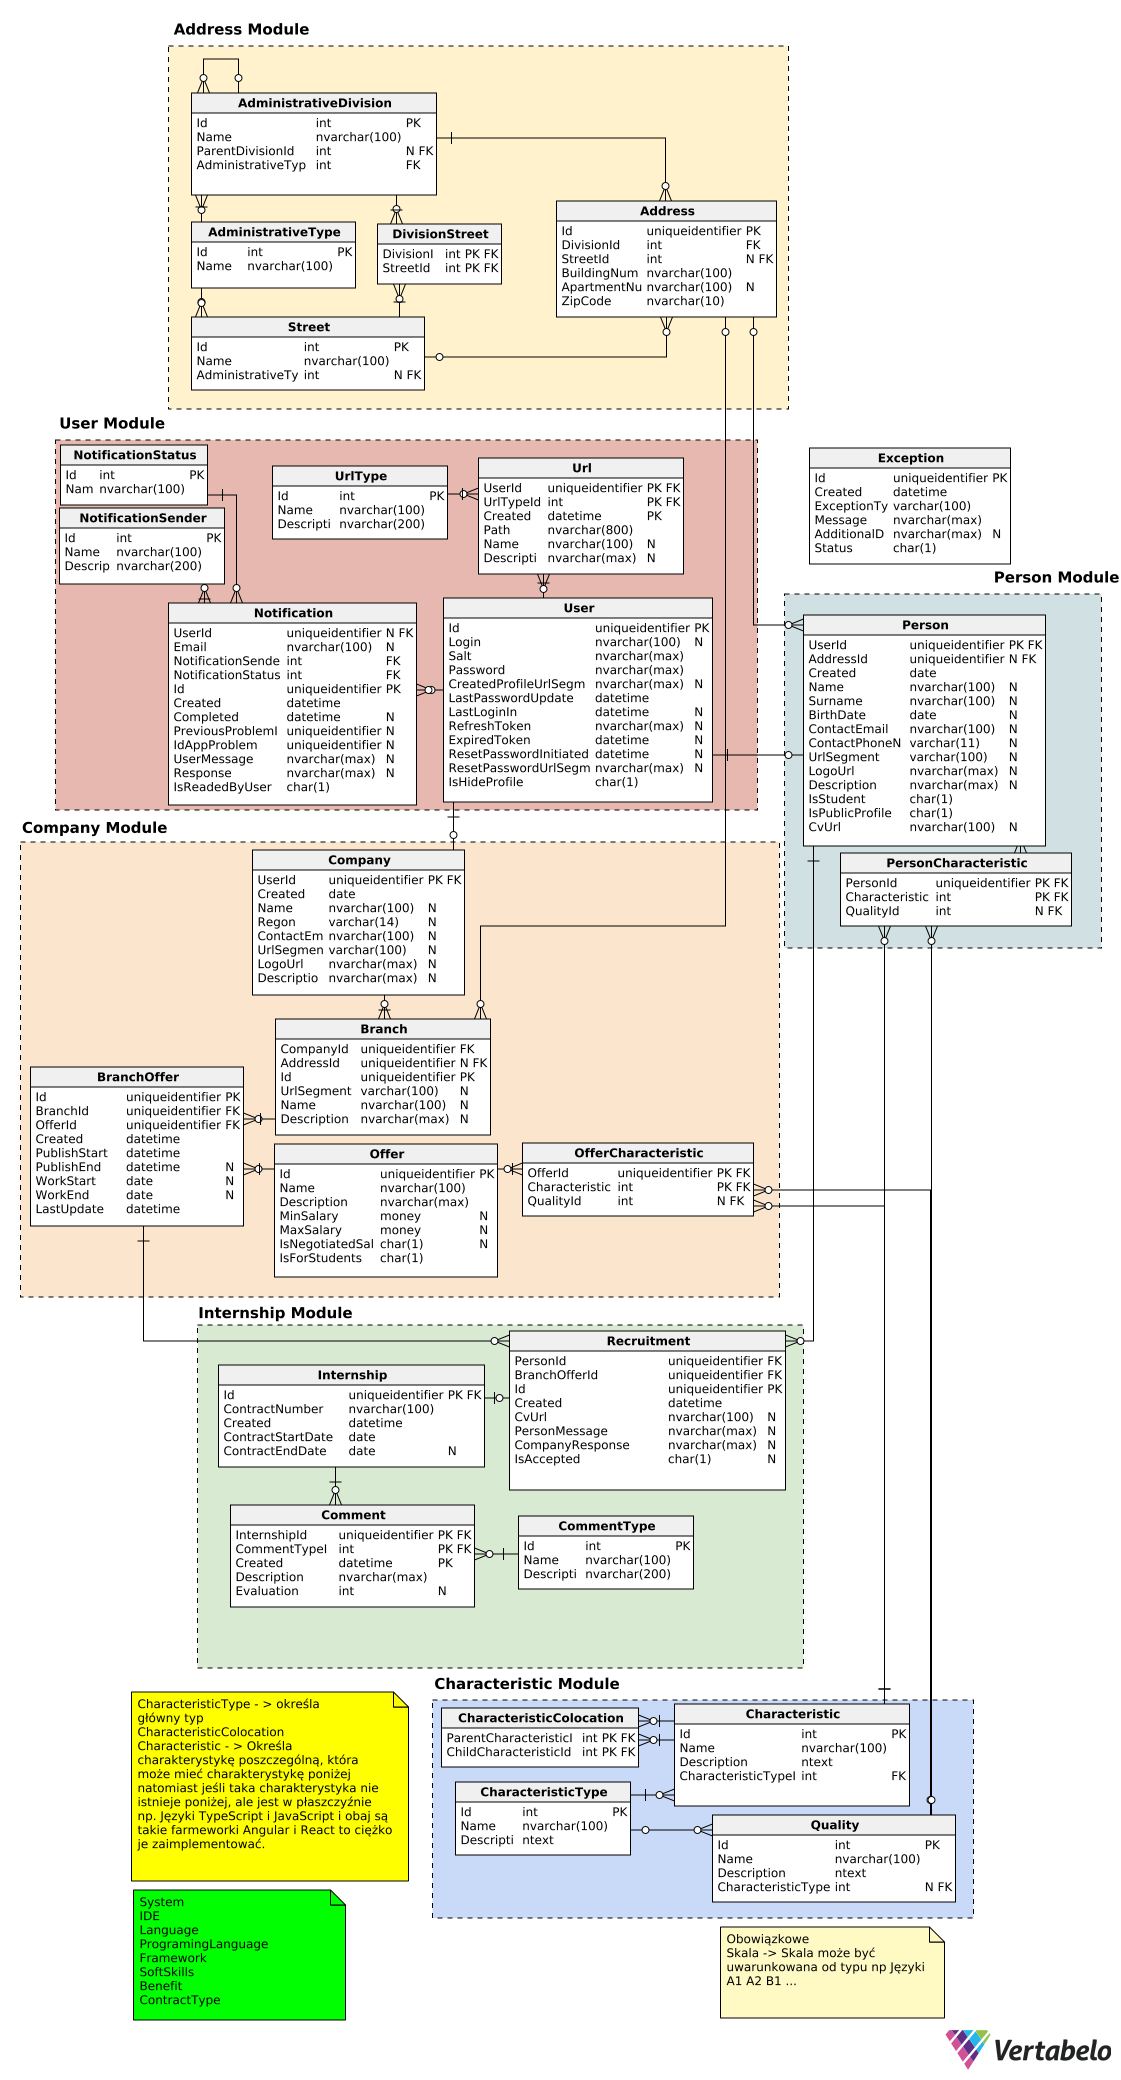 Address Module
AdministrativeDivision
Id int PK
Name nvarchar(100)
ParentDivisionId int N FK
AdministrativeTyp int FK
Address
Id uniqueidentifier PK
DivisionId int FK
StreetId int N FK
BuildingNum nvarchar(100)
ApartmentNu nvarchar(100) N
ZipCode nvarchar(10)
AdministrativeType
Id int PK
Name nvarchar(100)
DivisionStreet
DivisionI int PK FK
StreetId int PK FK
Street
Id int PK
Name nvarchar(100)
AdministrativeTy int N FK
User Module
NotificationStatus
Id int PK
Nam nvarchar(100)
NotificationSender
Id int PK
Name nvarchar(100)
Descrip nvarchar(200)
UrlType
Id int PK
Name nvarchar(100)
Descripti nvarchar(200)
Url
UserId uniqueidentifier PK FK
UrlTypeId int PK FK
Created datetime PK
Path nvarchar(800)
Name nvarchar(100) N
Descripti nvarchar(max) N
Exception
Id uniqueidentifier PK
Created datetime
ExceptionTy varchar(100)
Message nvarchar(max)
AdditionalD nvarchar(max) N
Status char(1)
Notification
UserId uniqueidentifier N FK
Email nvarchar(100) N
NotificationSende int FK
NotificationStatus int FK
Id uniqueidentifier PK
Created datetime
Completed datetime N
PreviousProblemI uniqueidentifier N
IdAppProblem uniqueidentifier N
UserMessage nvarchar(max) N
Response nvarchar(max) N
IsReadedByUser char(1)
User
Id uniqueidentifier PK
Login nvarchar(100) N
Salt nvarchar(max)
Password nvarchar(max)
CreatedProfileUrlSegm nvarchar(max) N
LastPasswordUpdate datetime
LastLoginIn datetime N
RefreshToken nvarchar(max) N
ExpiredToken datetime N
ResetPasswordInitiated datetime N
ResetPasswordUrlSegm nvarchar(max) N
IsHideProfile char(1)
Person Module
Person
UserId uniqueidentifier PK FK
AddressId uniqueidentifier N FK
Created date
Name nvarchar(100) N
Surname nvarchar(100) N
BirthDate date N
ContactEmail nvarchar(100) N
ContactPhoneN varchar(11) N
UrlSegment varchar(100) N
LogoUrl nvarchar(max) N
Description nvarchar(max) N
IsStudent char(1)
IsPublicProfile char(1)
CvUrl nvarchar(100) N
PersonCharacteristic
PersonId uniqueidentifier PK FK
Characteristic int PK FK
QualityId int N FK
Company Module
Company
UserId uniqueidentifier PK FK
Created date
Name nvarchar(100) N
Regon varchar(14) N
ContactEm nvarchar(100) N
UrlSegmen varchar(100) N
LogoUrl nvarchar(max) N
Descriptio nvarchar(max) N
Branch
CompanyId uniqueidentifier FK
AddressId uniqueidentifier N FK
Id uniqueidentifier PK
UrlSegment varchar(100) N
Name nvarchar(100) N
Description nvarchar(max) N
BranchOffer
Id uniqueidentifier PK
BranchId uniqueidentifier FK
OfferId uniqueidentifier FK
Created datetime
PublishStart datetime
PublishEnd datetime N
WorkStart date N
WorkEnd date N
LastUpdate datetime
Offer
Id uniqueidentifier PK
Name nvarchar(100)
Description nvarchar(max)
MinSalary money N
MaxSalary money N
IsNegotiatedSal char(1) N
IsForStudents char(1)
OfferCharacteristic
OfferId uniqueidentifier PK FK
Characteristic int PK FK
QualityId int N FK
Internship Module
Recruitment
PersonId uniqueidentifier FK
BranchOfferId uniqueidentifier FK
Id uniqueidentifier PK
Created datetime
CvUrl nvarchar(100) N
PersonMessage nvarchar(max) N
CompanyResponse nvarchar(max) N
IsAccepted char(1) N
Internship
Id uniqueidentifier PK FK
ContractNumber nvarchar(100)
Created datetime
ContractStartDate date
ContractEndDate date N
Comment
InternshipId uniqueidentifier PK FK
CommentTypeI int PK FK
Created datetime PK
Description nvarchar(max)
Evaluation int N
CommentType
Id int PK
Name nvarchar(100)
Descripti nvarchar(200)
Characteristic Module
CharacteristicColocation
ParentCharacteristicI int PK FK
ChildCharacteristicId int PK FK
Characteristic
Id int PK
Name nvarchar(100)
Description ntext
CharacteristicTypeI int FK
CharacteristicType
Id int PK
Name nvarchar(100)
Descripti ntext
Quality
Id int PK
Name nvarchar(100)
Description ntext
CharacteristicType int N FK
CharacteristicType - > określa
główny typ
CharacteristicColocation
Characteristic - > Określa
charakterystykę poszczególną, która
może mieć charakterystykę poniżej
natomiast jeśli taka charakterystyka nie
istnieje poniżej, ale jest w płaszczyźnie
np. Języki TypeScript i JavaScript i obaj są
takie farmeworki Angular i React to ciężko
je zaimplementować.
System
IDE
Language
ProgramingLanguage
Framework
SoftSkills
Benefit
ContractType
Obowiązkowe
Skala -> Skala może być
uwarunkowana od typu np Języki
A1 A2 B1 ...
Vertabelo